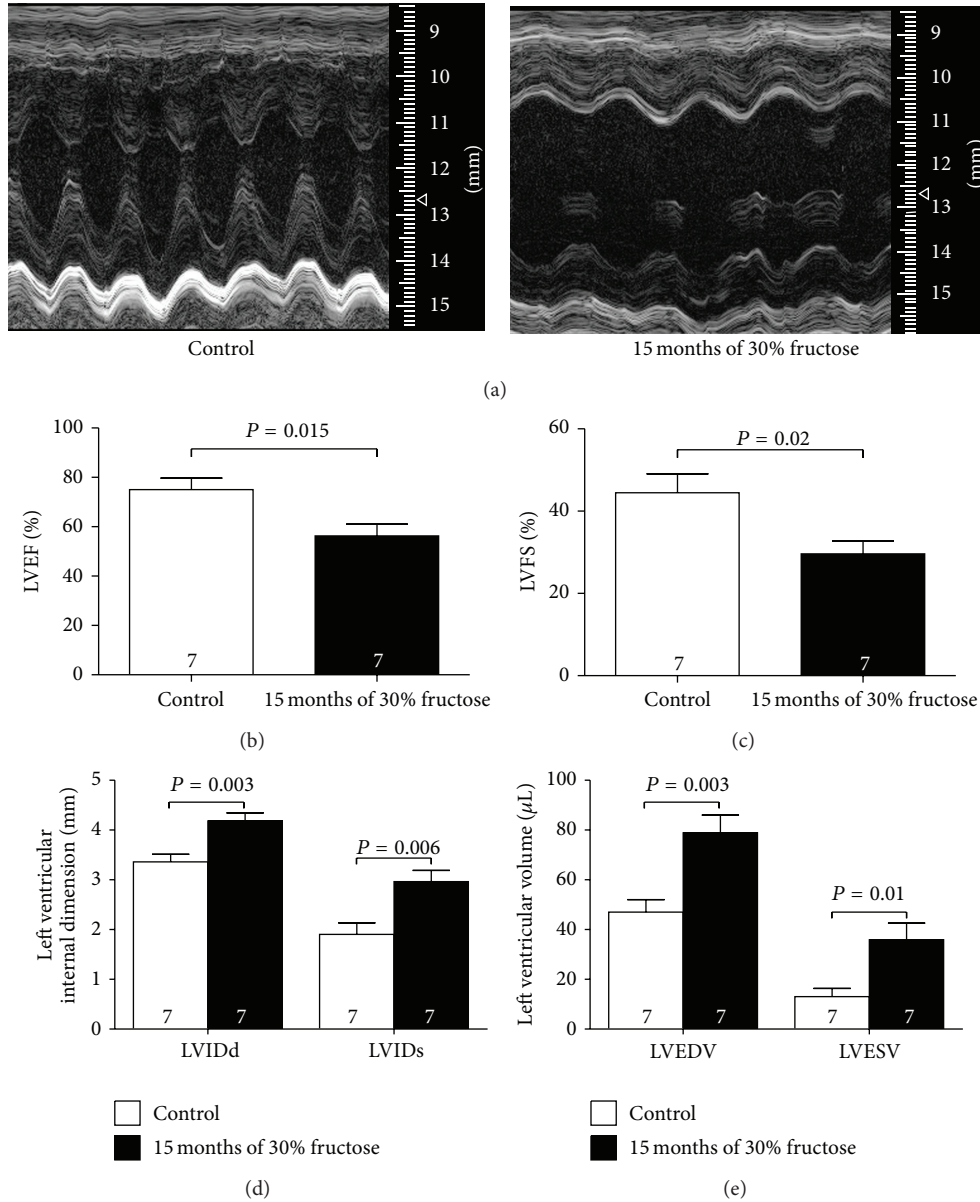 9
10
11
12
13
14
15
(mm)
Control
9
10
11
12
13
14
15
(mm)
15 months of 30% fructose
(a)
100
80
60
40
20
0
LVEF (%)
P = 0.015
7
7
Control
15 months of 30% fructose
(b)
60
40
20
0
LVFS (%)
P = 0.02
7
7
Control
15 months of 30% fructose
(c)
5
4
3
2
1
0
Left ventricular
internal dimension (mm)
P = 0.003
P = 0.006
7
7
7
7
LVIDd
LVIDs
Control
15 months of 30% fructose
(d)
100
80
60
40
20
0
Left ventricular volume (μL)
P = 0.003
P = 0.01
7
7
7
7
LVEDV
LVESV
Control
15 months of 30% fructose
(e)